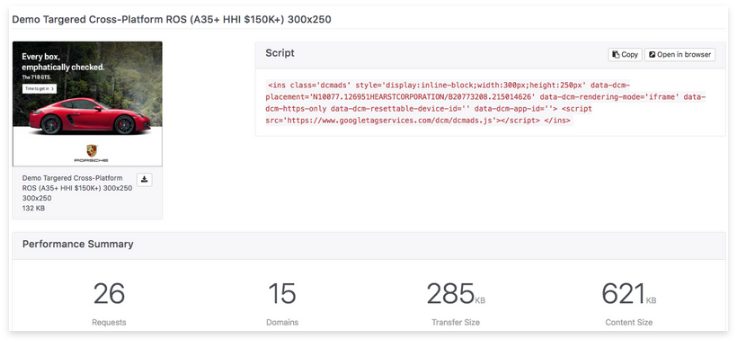 Demo Targered Cross-Platform ROS (A35+ HHI $150K+) 300x250
Every box,
emphatically checked.
The 718 GTS.
Time to get in >
PORSCHE
Demo Targered Cross-Platform
ROS (A35+ HHI $150K+) 300x250
300x250
132 KB
Script
Copy
Open in browser
<ins class='dcmads' style='display:inline-block;width:300px;height:250px' data-dcm-
placement='N10077.126951HEARSTCORPORATION/B20773208.215014626' data-dcm-rendering-mode='iframe' data-
dcm-https-only data-dcm-resettable-device-id='' data-dcm-app-id=''> <script
src='https://www.googletagservices.com/dcm/dcmads.js'></script> </ins>
Performance Summary
26
Requests
15
Domains
285 KB
Transfer Size
621 KB
Content Size